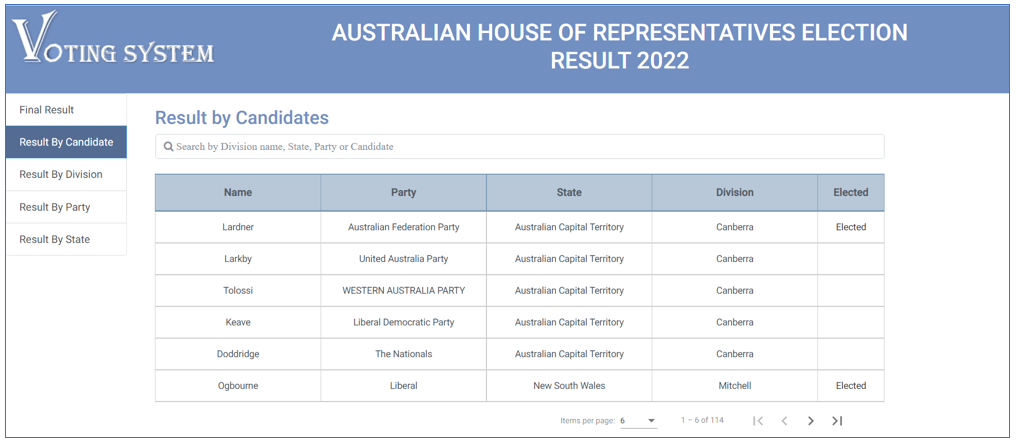 VOTING SYSTEM
AUSTRALIAN HOUSE OF REPRESENTATIVES ELECTION
RESULT 2022
Final Result
Result By Candidate
Result By Division
Result By Party
Result By State
Result by Candidates
Search by Division name, State, Party or Candidate
Name Party State Division Elected
Lardner Australian Federation Party Australian Capital Territory Canberra Elected
Larkby United Australia Party Australian Capital Territory Canberra
Tolossi WESTERN AUSTRALIA PARTY Australian Capital Territory Canberra
Keave Liberal Democratic Party Australian Capital Territory Canberra
Doddridge The Nationals Australian Capital Territory Canberra
Ogbourne Liberal New South Wales Mitchell Elected
Items per page: 6 1 – 6 of 114